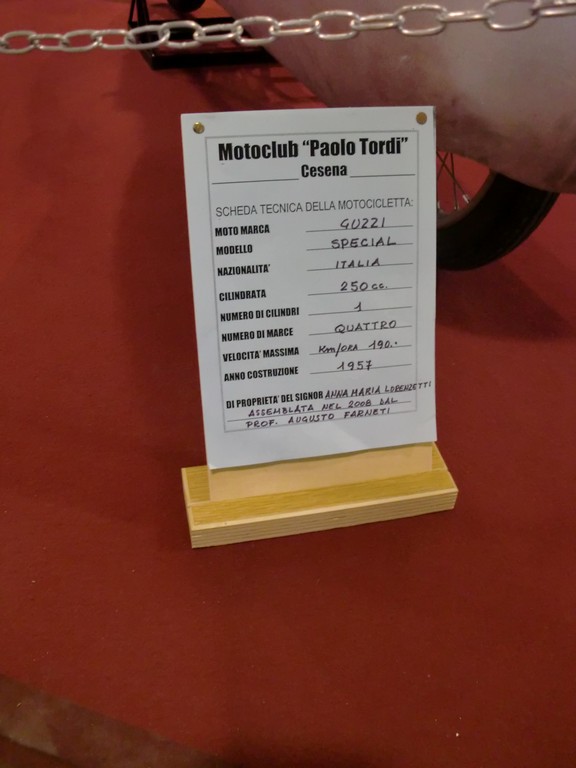 Motoclub “Paolo Tordi”
Cesena
SCHEDA TECNICA DELLA MOTOCICLETTA:
MOTO MARCA GUZZI
MODELLO SPECIAL
NAZIONALITA' ITALIA
CILINDRATA 250 cc.
NUMERO DI CILINDRI 1
NUMERO DI MARCE QUATTRO
VELOCITA' MASSIMA Km/ORA 190.
ANNO COSTRUZIONE 1957
DI PROPRIETA' DEL SIGNOR ANNA MARIA LORENZETTI
ASSEMBLATA NEL 2008 DAL
PROF. AUGUSTO FARNETI